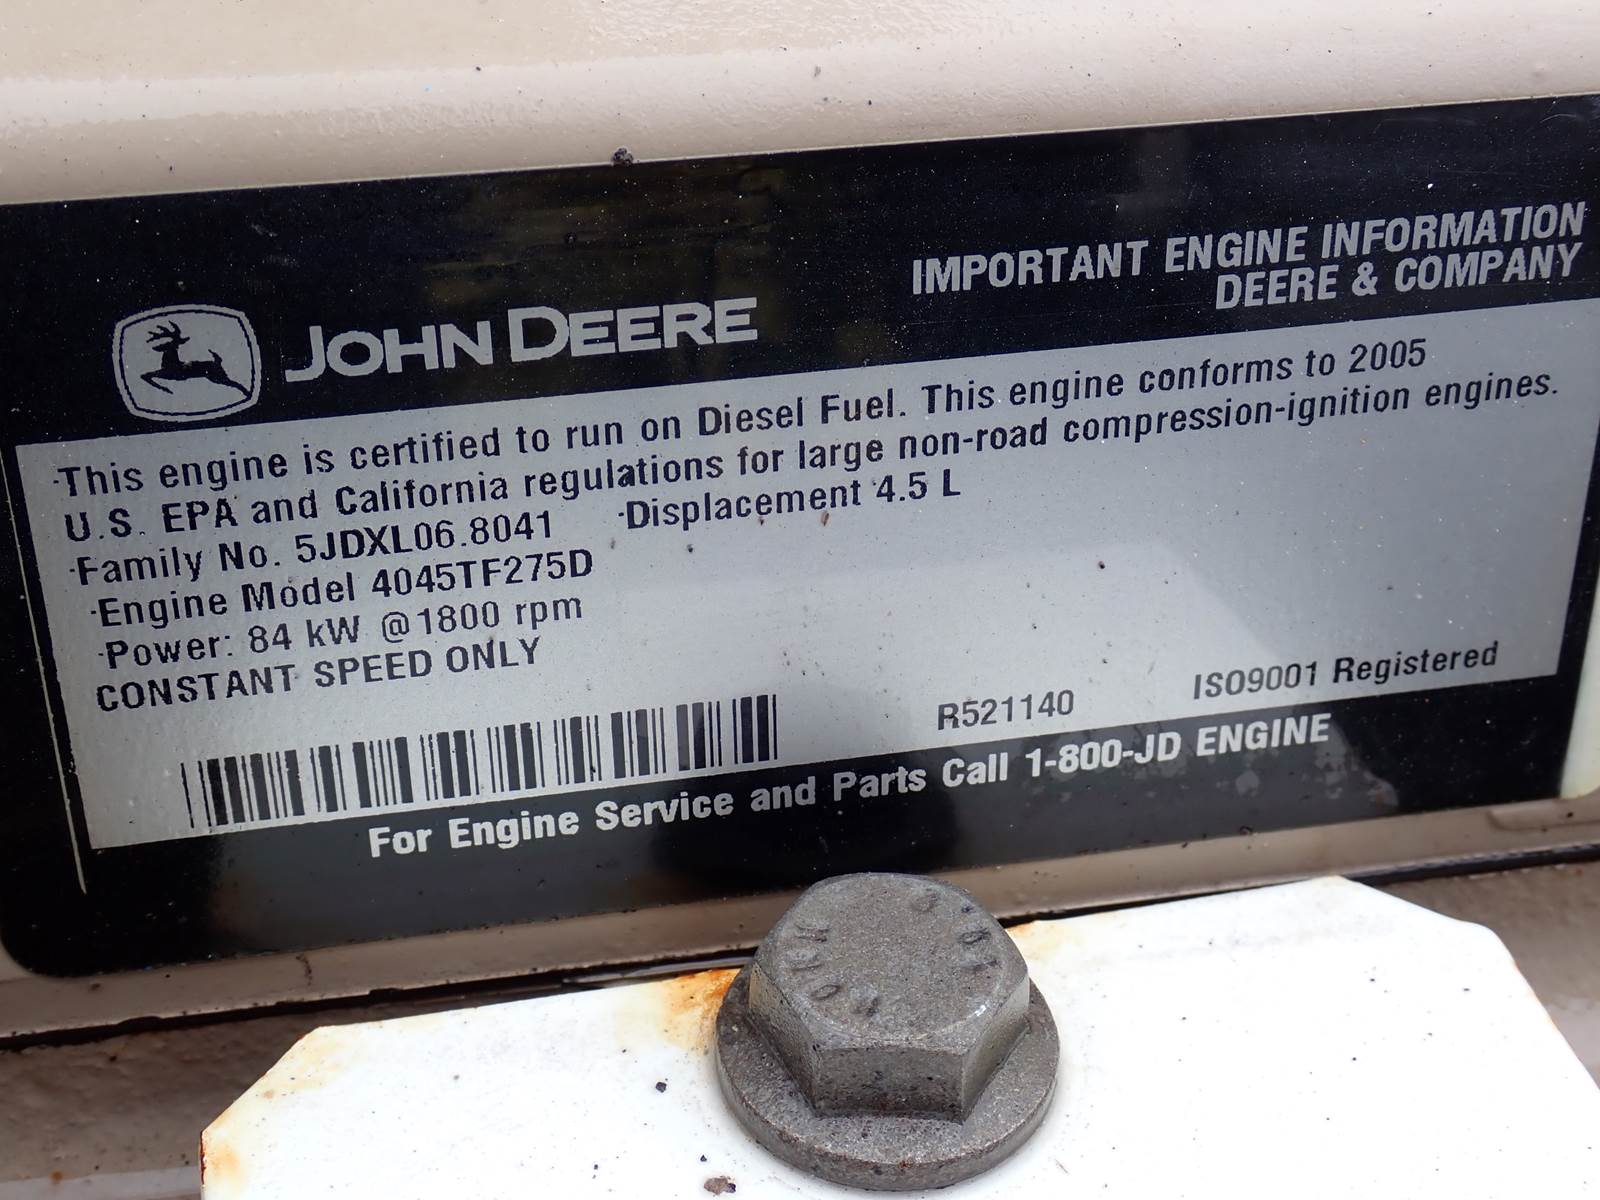 IMPORTANT ENGINE INFORMATION
DEERE & COMPANY
JOHN DEERE
·This engine is certified to run on Diesel Fuel. This engine conforms to 2005
U.S. EPA and California regulations for large non-road compression-ignition engines.
·Family No. 5JDXL06.8041 ·Displacement 4.5 L
·Engine Model 4045TF275D
·Power: 84 kW @1800 rpm
CONSTANT SPEED ONLY
R521140 ISO9001 Registered
For Engine Service and Parts Call 1-800-JD ENGINE